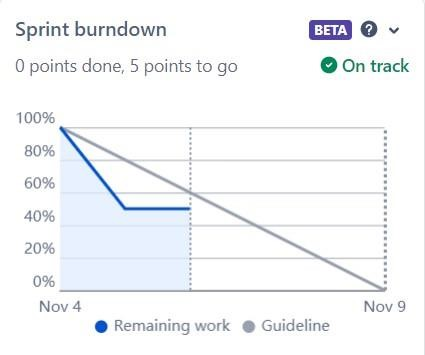 Sprint burndown BETA ?
0 points done, 5 points to go On track
100%
80%
60%
40%
20%
0%
Nov 4 Nov 9
Remaining work Guideline